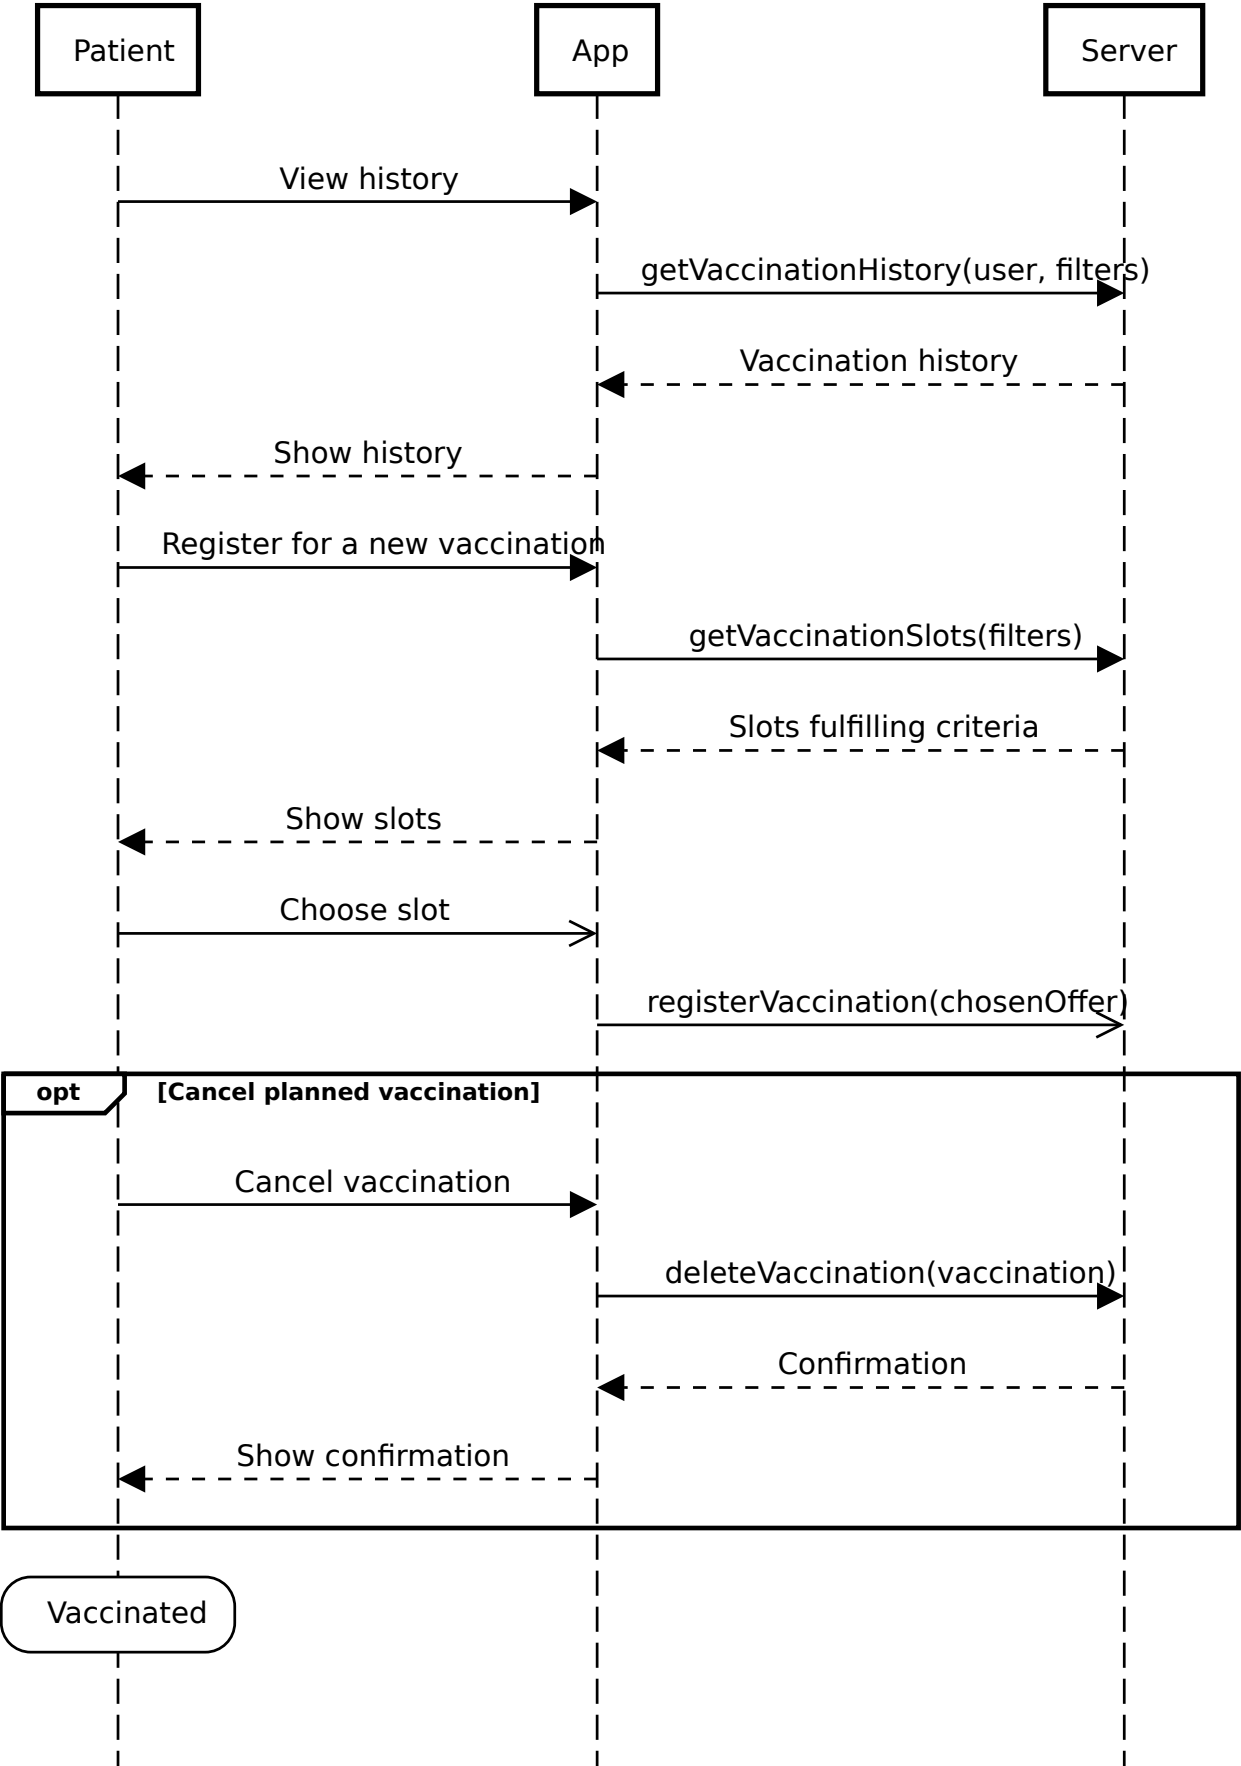 Patient
App
Server
View history
getVaccinationHistory(user, filters)
Vaccination history
Show history
Register for a new vaccination
getVaccinationSlots(filters)
Slots fulfilling criteria
Show slots
Choose slot
registerVaccination(chosenOffer)
opt
[Cancel planned vaccination]
Cancel vaccination
deleteVaccination(vaccination)
Confirmation
Show confirmation
Vaccinated